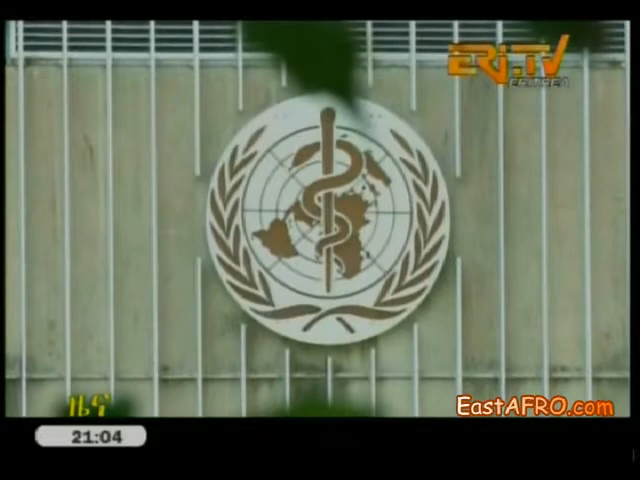 ERi-TV
ERITREA
ዜና
EastAFRO.com
21:04